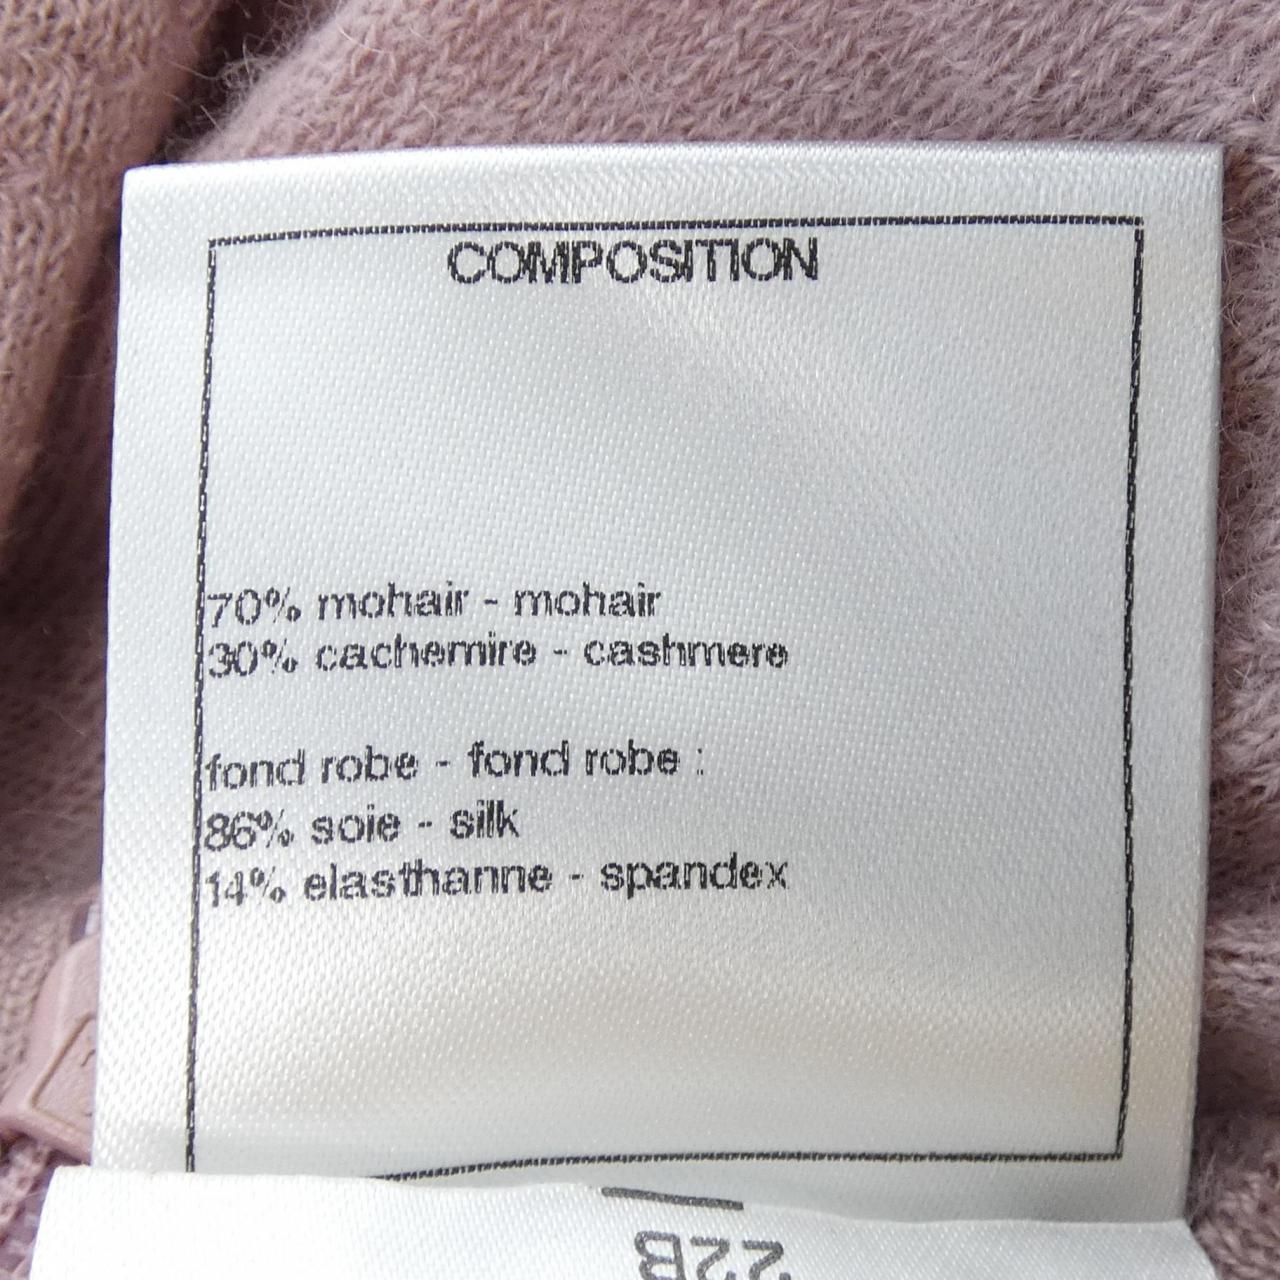 COMPOSITION
70% mohair - mohair
30% cachemire - cashmere
fond robe - fond robe :
86% soie - silk
14% elasthanne - spandex
22B